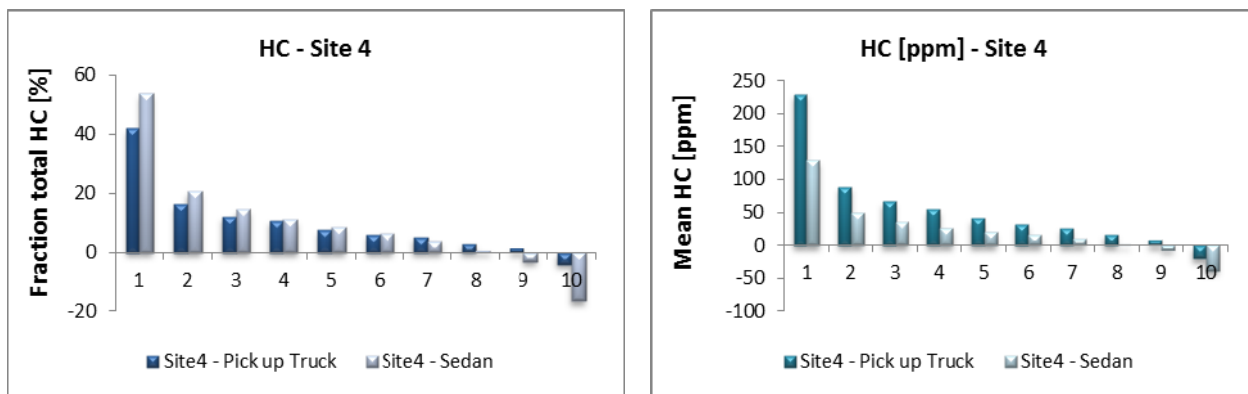 HC - Site 4
Fraction total HC [%]
60
40
20
0
-20
1 2 3 4 5 6 7 8 9 10
Site4 - Pick up Truck Site4 - Sedan
HC [ppm] - Site 4
Mean HC [ppm]
250
200
150
100
50
0
-50
-100
1 2 3 4 5 6 7 8 9 10
Site4 - Pick up Truck Site4 - Sedan